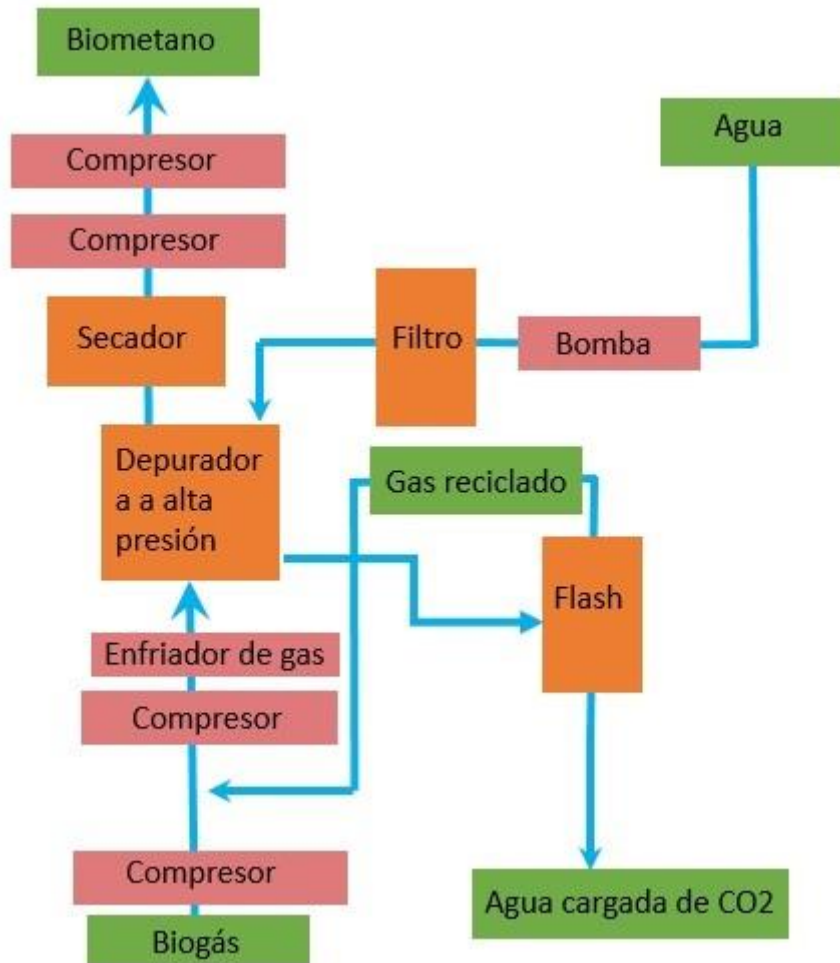 Biometano
Compresor
Compresor
Agua
Secador
Filtro
Bomba
Depurador
a a alta
presión
Gas reciclado
Flash
Enfriador de gas
Compresor
Compresor
Biogás
Agua cargada de CO2